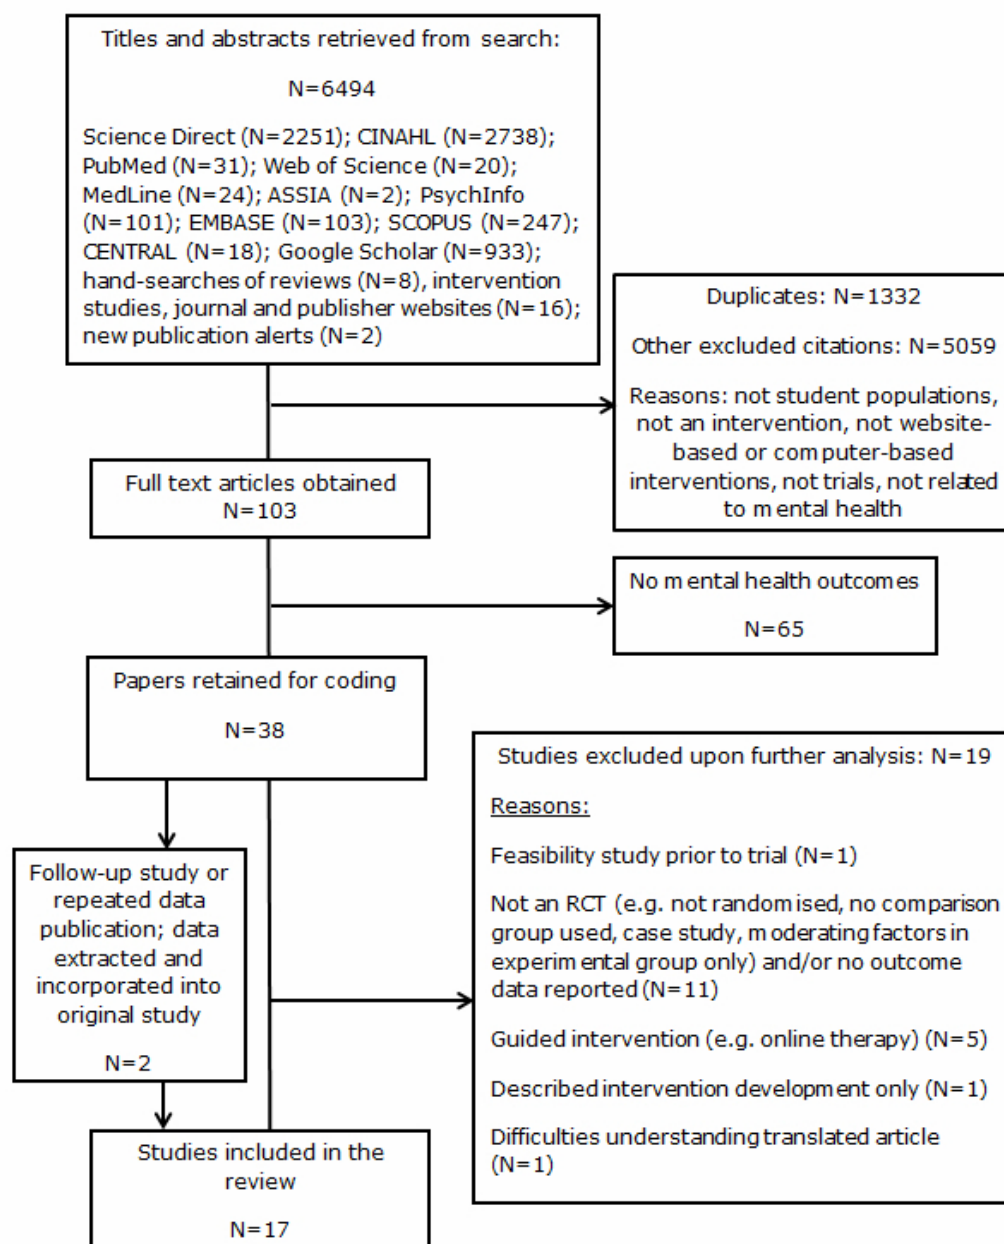 Titles and abstracts retrieved from search:
N=6494
Science Direct (N=2251); CINAHL (N=2738);
PubMed (N=31); Web of Science (N=20);
MedLine (N=24); ASSIA (N=2); PsychInfo
(N=101); EMBASE (N=103); SCOPUS (N=247);
CENTRAL (N=18); Google Scholar (N=933);
hand-searches of reviews (N=8), intervention
studies, journal and publisher websites (N=16);
new publication alerts (N=2)
Duplicates: N=1332
Other excluded citations: N=5059
Reasons: not student populations,
not an intervention, not website-
based or computer-based
interventions, not trials, not related
to mental health
Full text articles obtained
N=103
No mental health outcomes
N=65
Papers retained for coding
N=38
Studies excluded upon further analysis: N=19
Reasons:
Feasibility study prior to trial (N=1)
Not an RCT (e.g. not randomised, no comparison
group used, case study, moderating factors in
experimental group only) and/or no outcome
data reported (N=11)
Guided intervention (e.g. online therapy) (N=5)
Described intervention development only (N=1)
Difficulties understanding translated article
(N=1)
Follow-up study or
repeated data
publication; data
extracted and
incorporated into
original study
N=2
Studies included in the
review
N=17